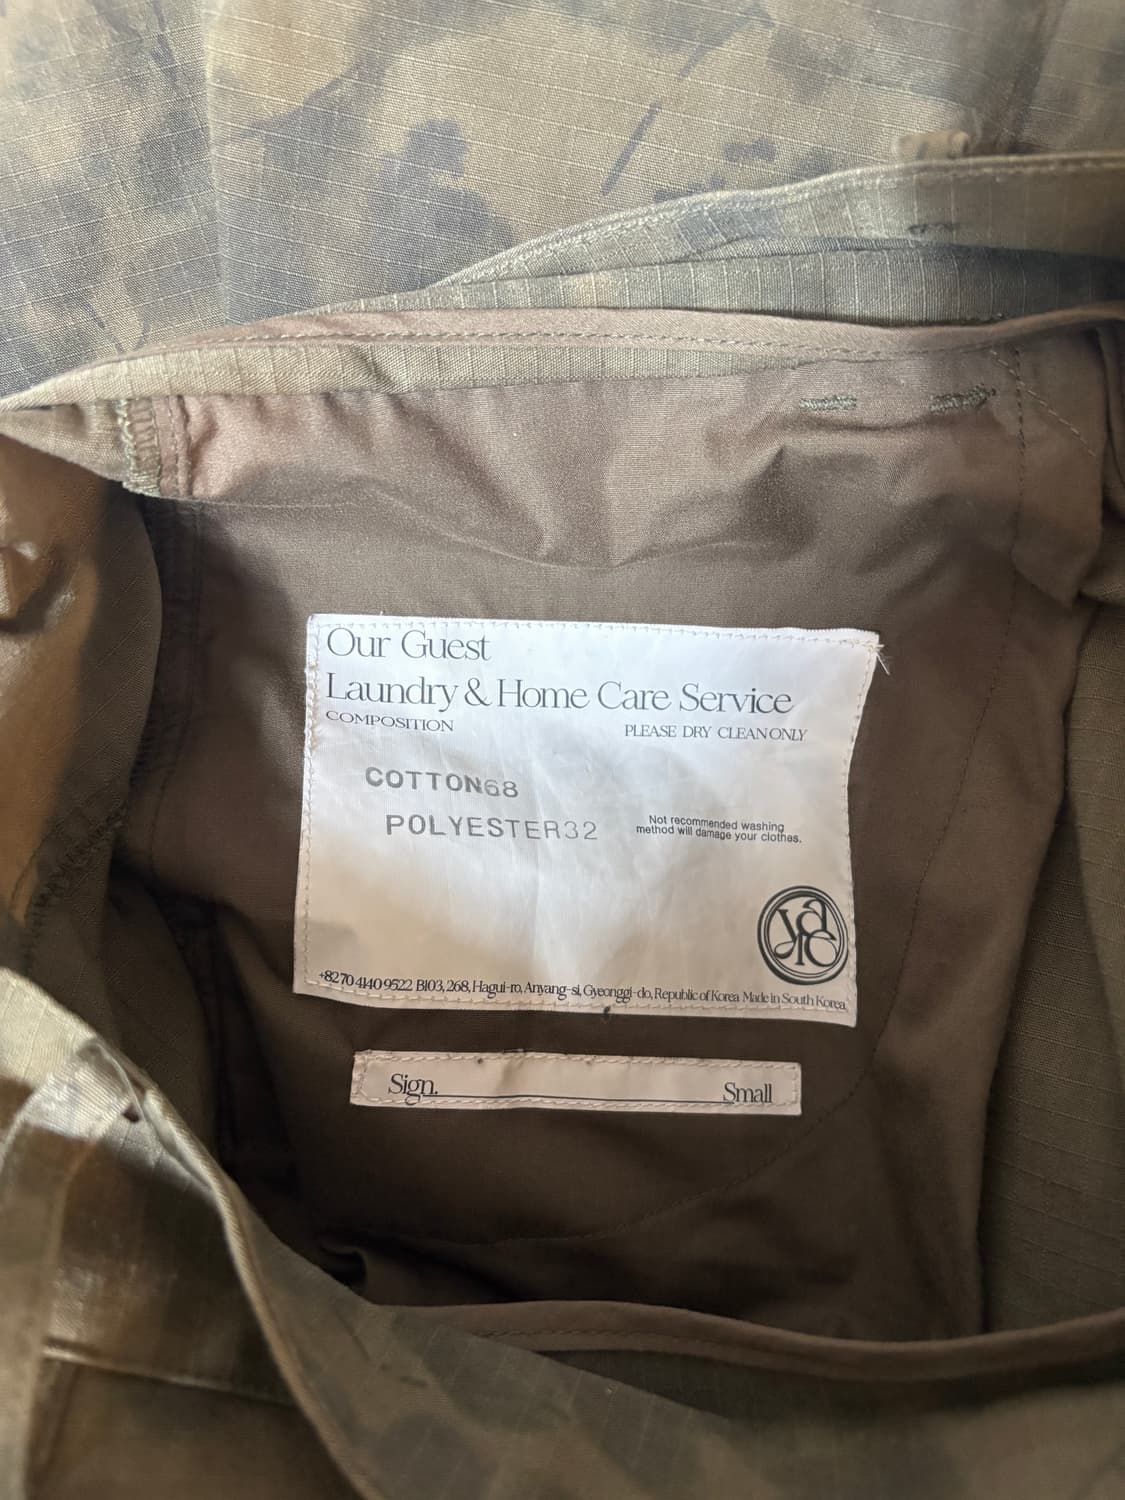 Our Guest
Laundry & Home Care Service
COMPOSITION PLEASE DRY CLEAN ONLY
COTTON68
POLYESTER32
Not recommended washing
method will damage your clothes.
yare
+82 70 4140 9522 B103, 268, Hagui-ro, Anyang-si, Gyeonggi-do, Republic of Korea Made in South Korea
Sign. Small